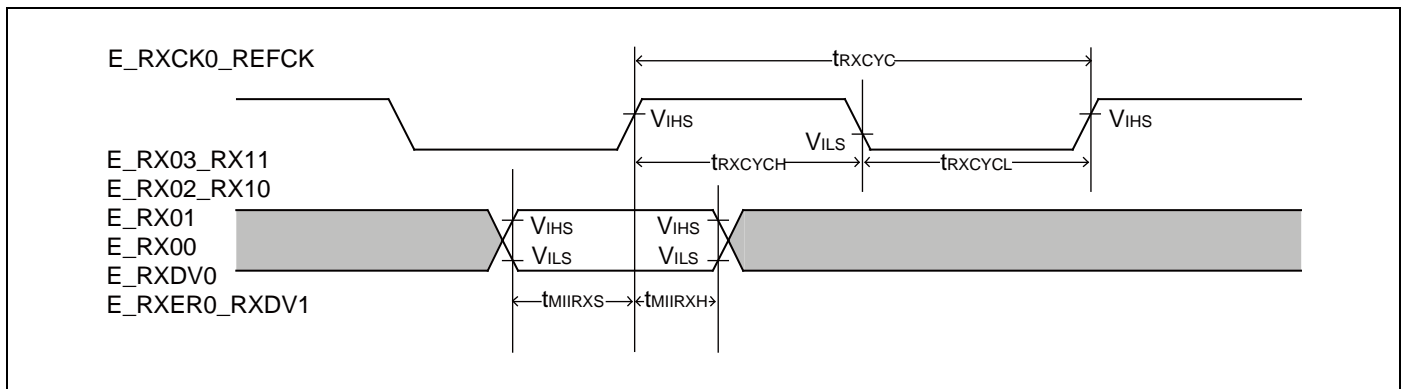 E_RXCK0_REFCK
tRXCYC
VIHS
VILS
VIHS
E_RX03_RX11
tRXCYCH
tRXCYCL
E_RX02_RX10
E_RX01
VIHS
VIHS
E_RX00
VILS
VILS
E_RXDV0
E_RXER0_RXDV1
tMIIRXS
tMIIRXH